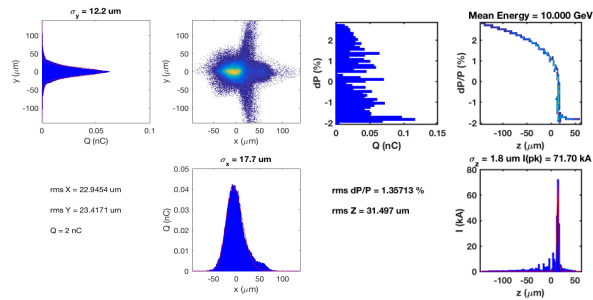 σy = 12.2 um
Mean Energy = 10.000 GeV
y (μm)
100
50
0
-50
-100
0
0.05
0.1
Q (nC)
y (μm)
100
50
0
-50
-100
-50
0
50
100
x (μm)
dP (%)
2
1
0
-1
-2
0
0.05
0.1
0.15
Q (nC)
dP/P (%)
2
1
0
-1
-2
-100
-50
0
50
z (μm)
σx = 17.7 um
σz = 1.8 um I(pk) = 71.70 kA
rms X = 22.9454 um
rms Y = 23.4171 um
Q = 2 nC
Q (nC)
0.05
0.04
0.03
0.02
0.01
0
-50
0
50
100
x (μm)
rms dP/P = 1.35713 %
rms Z = 31.497 um
I (kA)
80
60
40
20
0
-100
-50
0
50
z (μm)